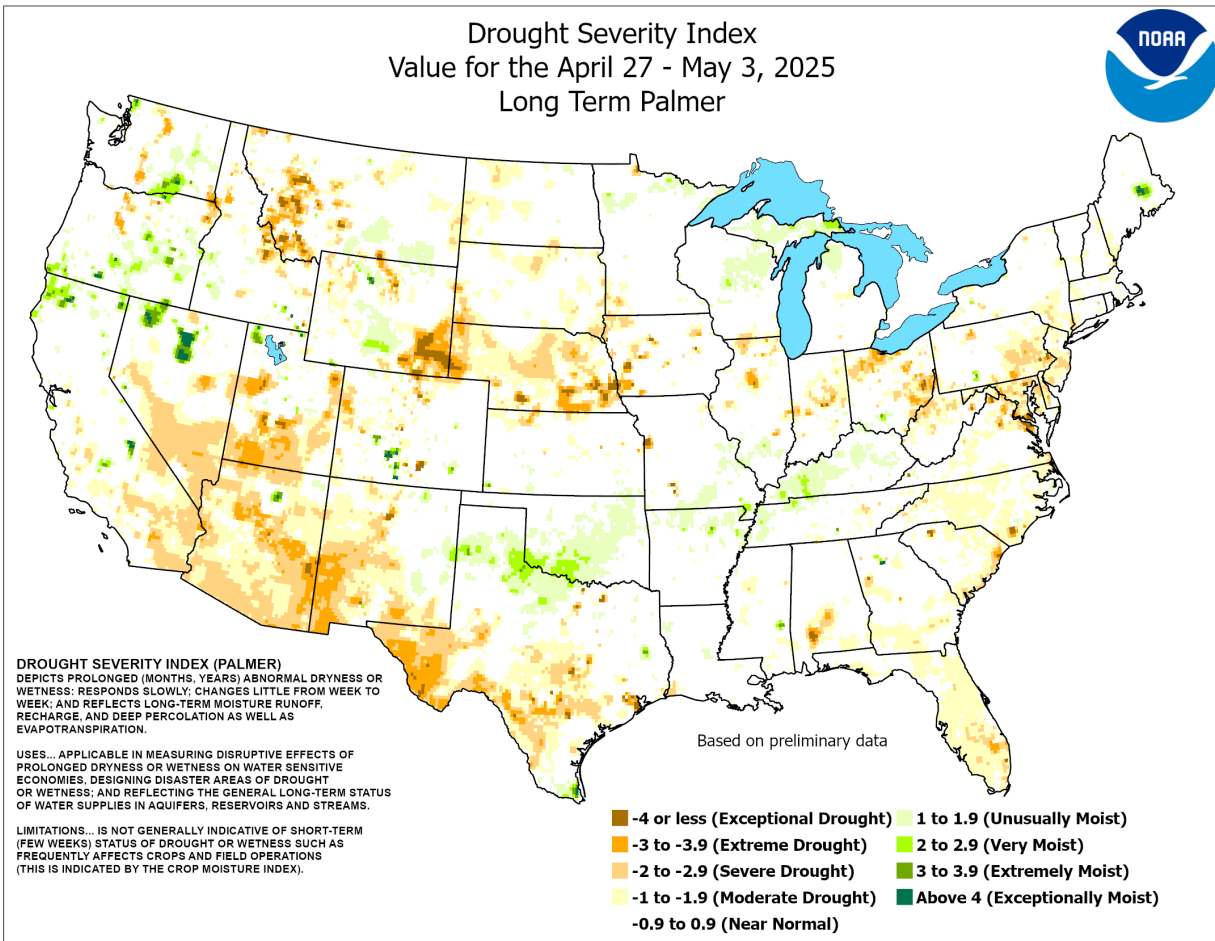 Drought Severity Index
Value for the April 27 - May 3, 2025
Long Term Palmer
NOAA
DROUGHT SEVERITY INDEX (PALMER)
DEPICTS PROLONGED (MONTHS, YEARS) ABNORMAL DRYNESS OR
WETNESS: RESPONDS SLOWLY; CHANGES LITTLE FROM WEEK TO
WEEK; AND REFLECTS LONG-TERM MOISTURE RUNOFF,
RECHARGE, AND DEEP PERCOLATION AS WELL AS
EVAPOTRANSPIRATION.
USES... APPLICABLE IN MEASURING DISRUPTIVE EFFECTS OF
PROLONGED DRYNESS OR WETNESS ON WATER SENSITIVE
ECONOMIES, DESIGNING DISASTER AREAS OF DROUGHT
OR WETNESS; AND REFLECTING THE GENERAL LONG-TERM STATUS
OF WATER SUPPLIES IN AQUIFERS, RESERVOIRS AND STREAMS.
LIMITATIONS... IS NOT GENERALLY INDICATIVE OF SHORT-TERM
(FEW WEEKS) STATUS OF DROUGHT OR WETNESS SUCH AS
FREQUENTLY AFFECTS CROPS AND FIELD OPERATIONS
(THIS IS INDICATED BY THE CROP MOISTURE INDEX).
Based on preliminary data
-4 or less (Exceptional Drought)
-3 to -3.9 (Extreme Drought)
-2 to -2.9 (Severe Drought)
-1 to -1.9 (Moderate Drought)
-0.9 to 0.9 (Near Normal)
1 to 1.9 (Unusually Moist)
2 to 2.9 (Very Moist)
3 to 3.9 (Extremely Moist)
Above 4 (Exceptionally Moist)